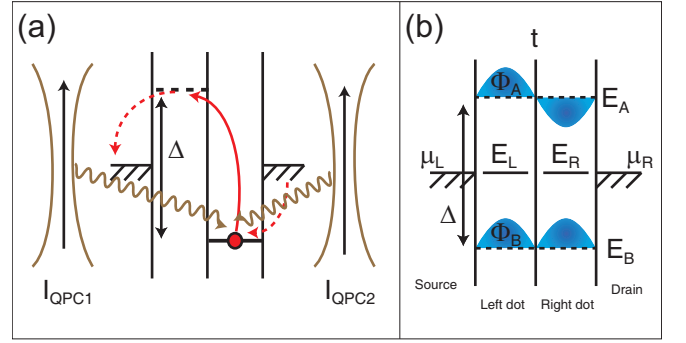 (a)
Δ
I_QPC1
I_QPC2
(b)
t
Φ_A
E_A
μ_L
E_L
E_R
μ_R
Δ
Φ_B
E_B
Source
Left dot
Right dot
Drain